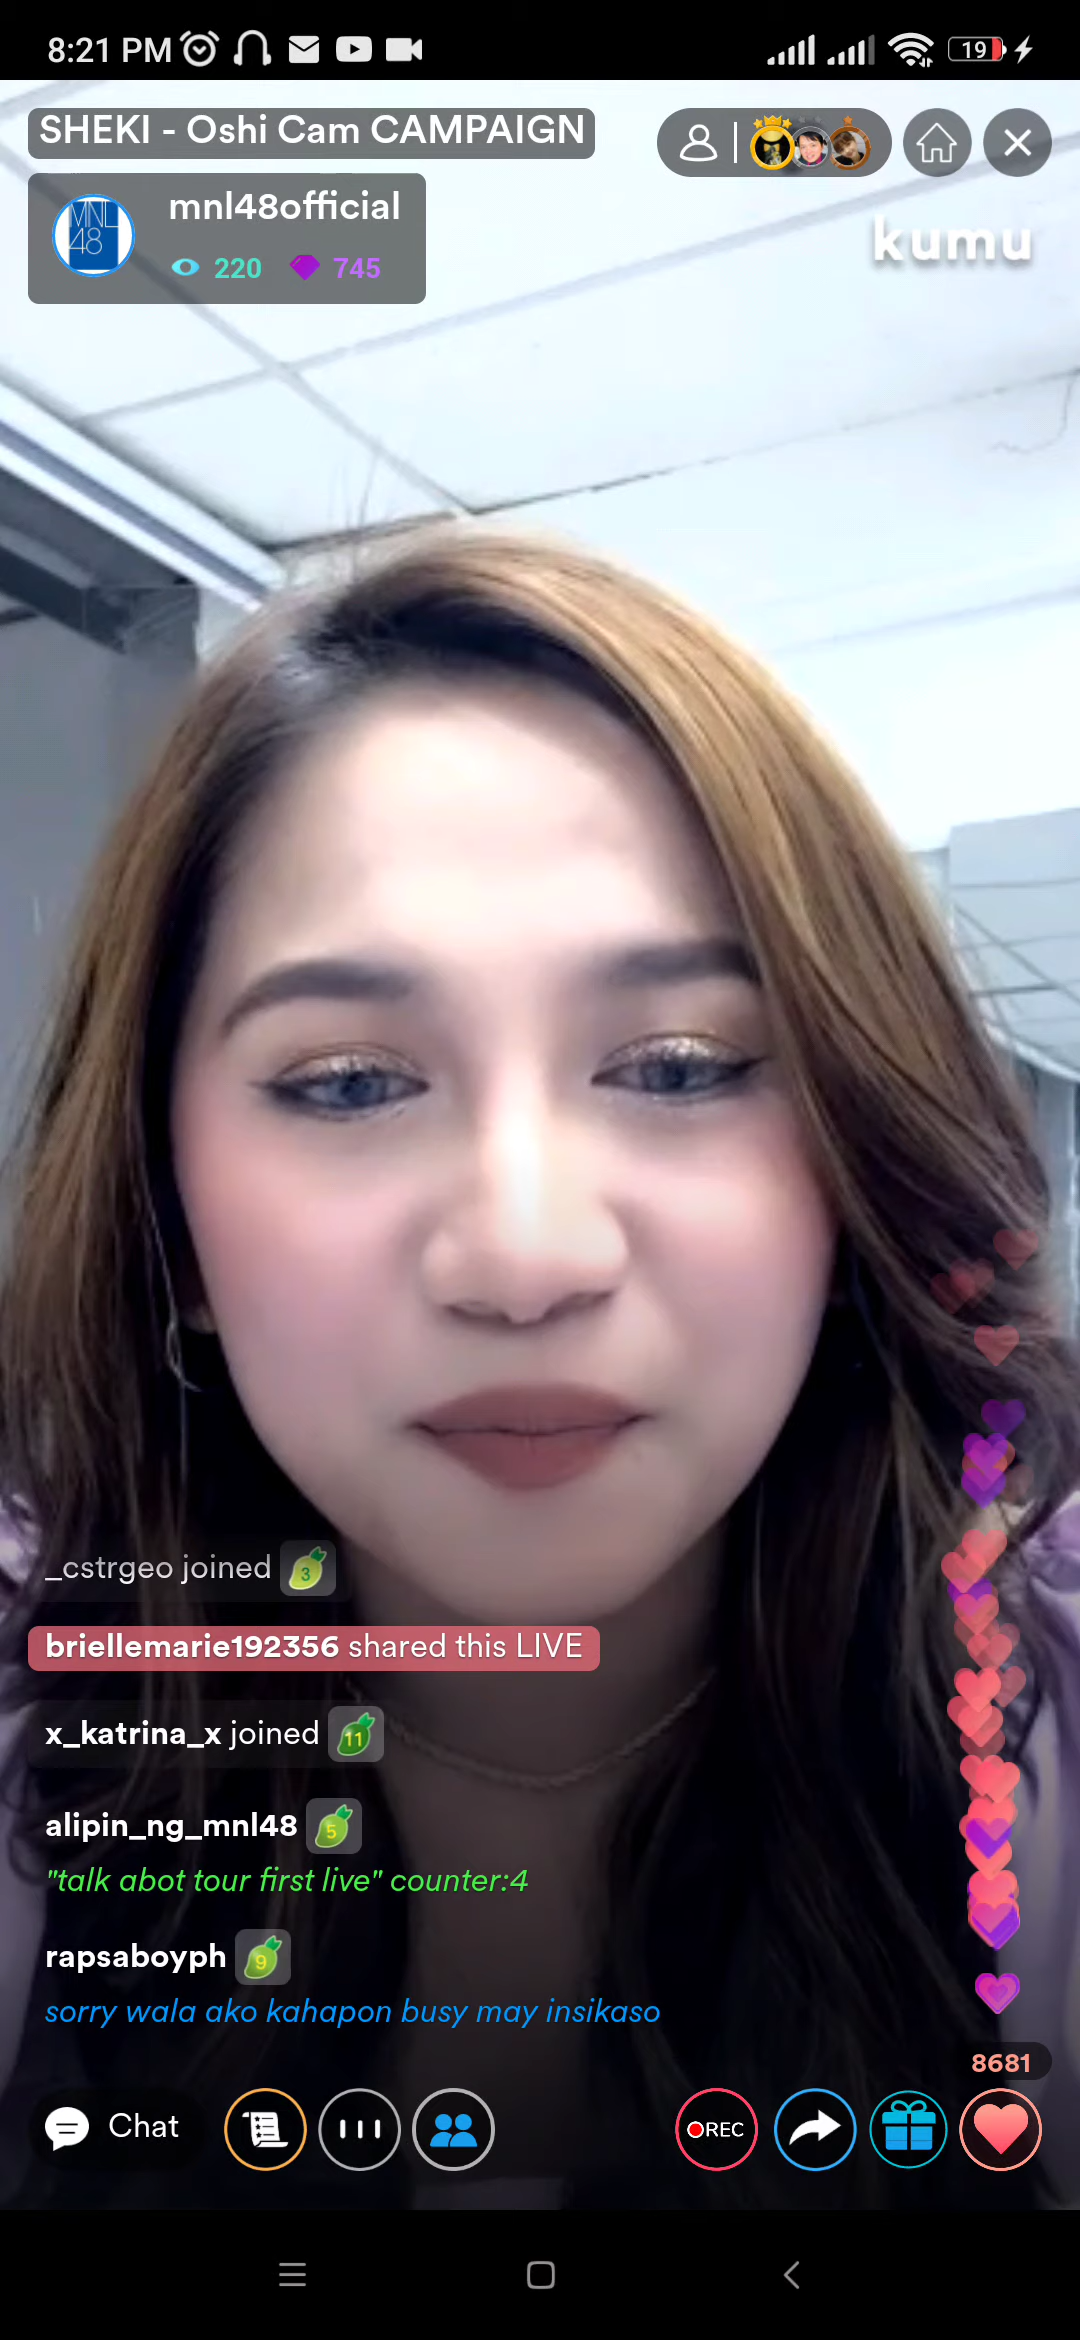 8:21 PM
19
SHEKI - Oshi Cam CAMPAIGN
MNL
48
mnl48official
220 745
kumu
_cstrgeo joined 3
briellemarie192356 shared this LIVE
x_katrina_x joined 11
alipin_ng_mnl48 5
"talk abot tour first live" counter:4
rapsaboyph 9
sorry wala ako kahapon busy may insikaso
8681
Chat
REC